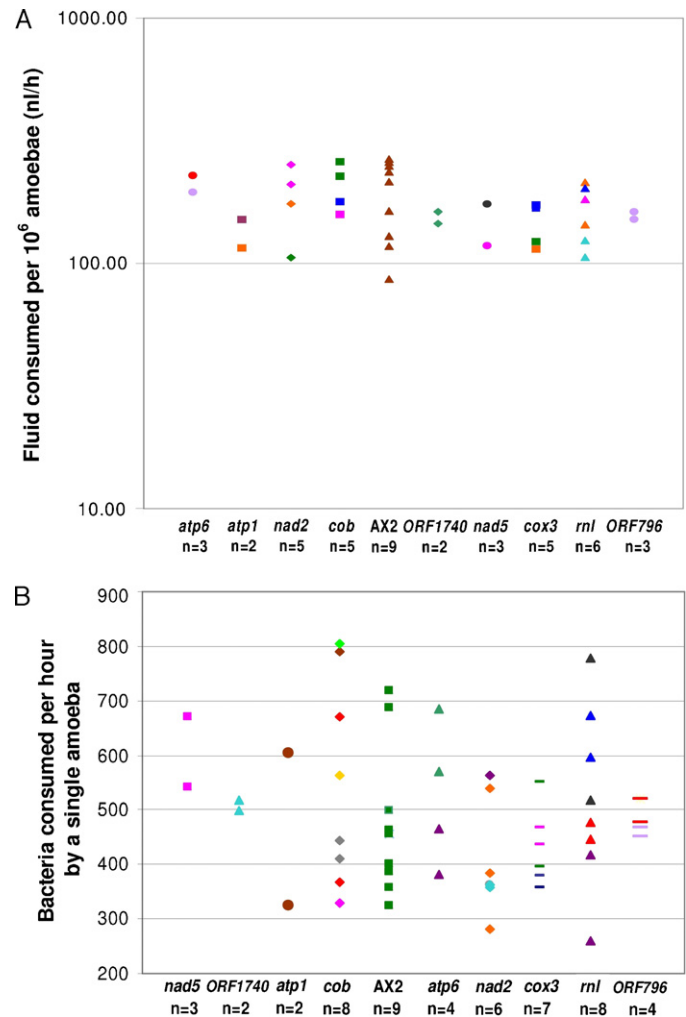 A
1000.00
100.00
10.00
Fluid consumed per 10⁶ amoebae (nl/h)
atp6 atp1 nad2 cob AX2 ORF1740 nad5 cox3 rnl ORF796
n=3 n=2 n=5 n=5 n=9 n=2 n=3 n=5 n=6 n=3
B
900
800
700
600
500
400
300
200
Bacteria consumed per hour
by a single amoeba
nad5 ORF1740 atp1 cob AX2 atp6 nad2 cox3 rnl ORF796
n=3 n=2 n=2 n=8 n=9 n=4 n=6 n=7 n=8 n=4